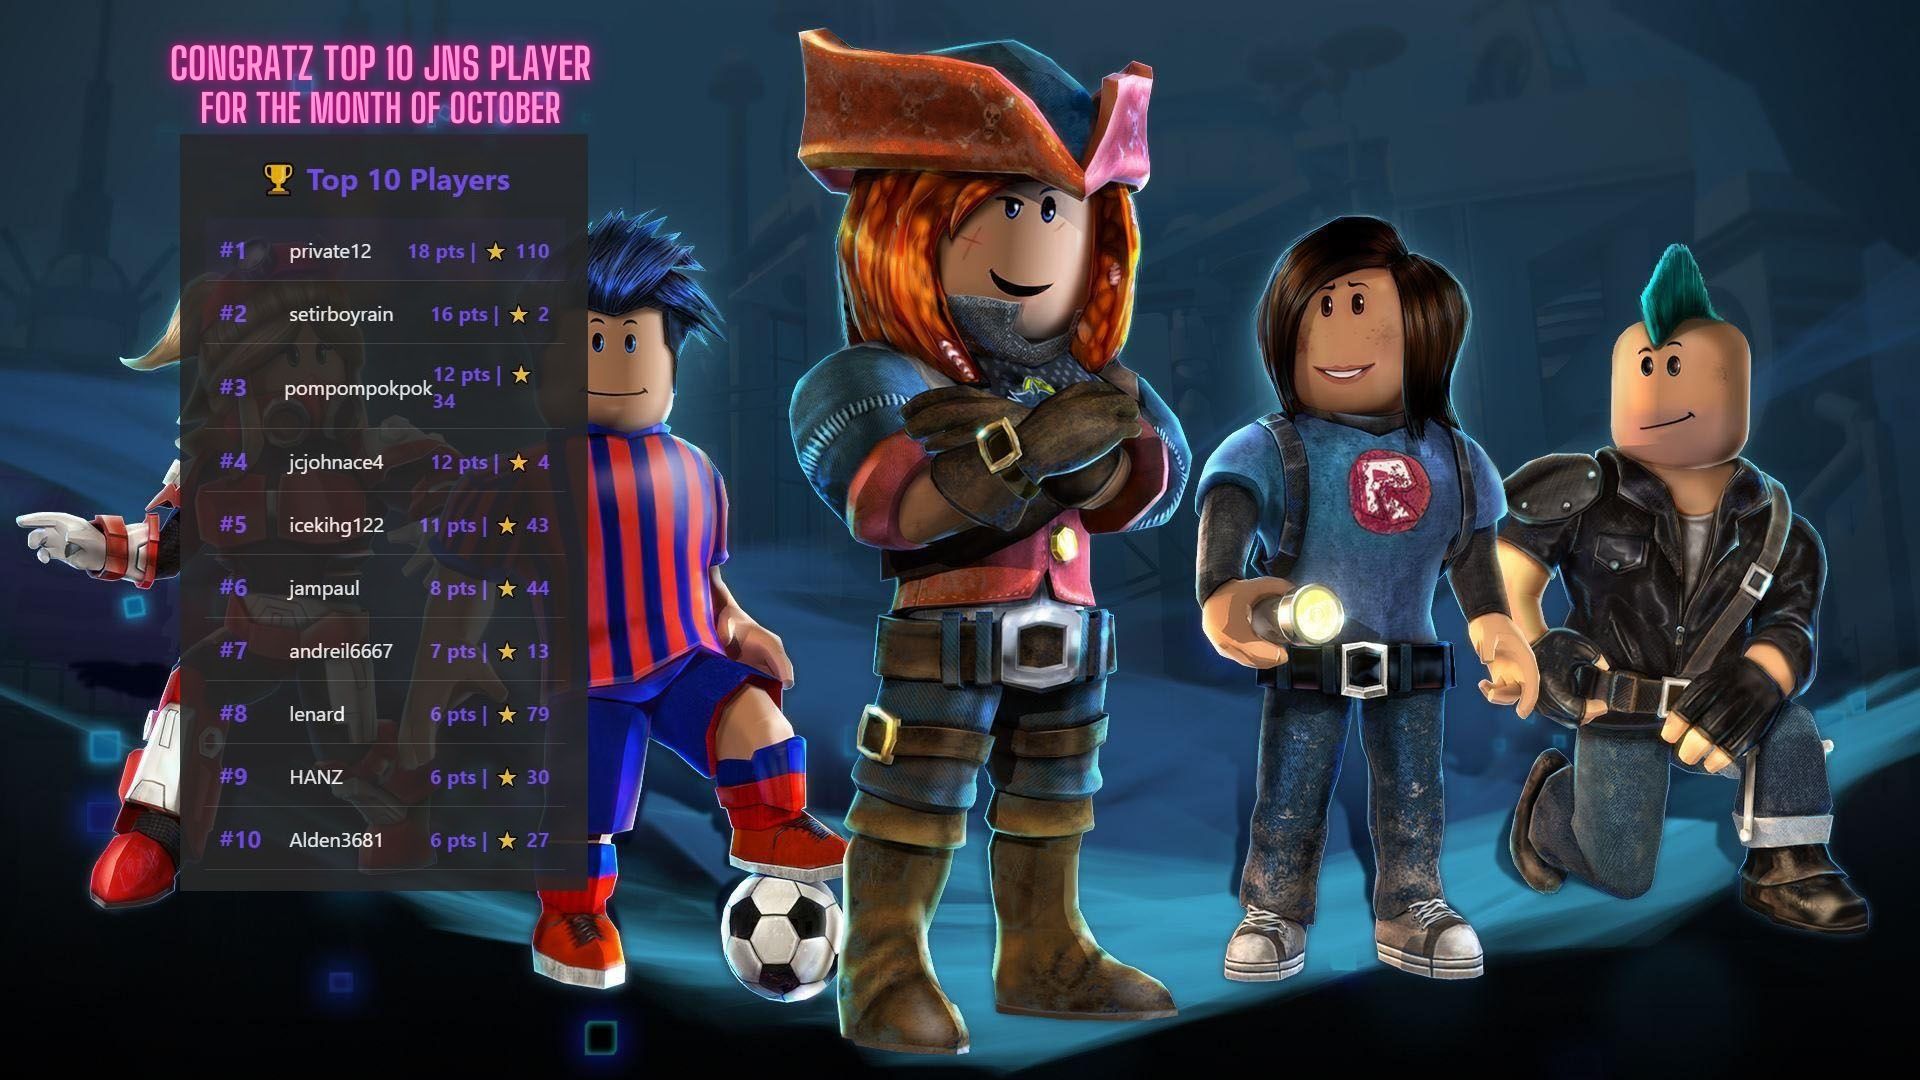 CONGRATZ TOP 10 JNS PLAYER
FOR THE MONTH OF OCTOBER
🏆 Top 10 Players
#1 private12 18 pts | ⭐ 110
#2 setirboyrain 16 pts | ⭐ 2
#3 pompompokpok 12 pts | ⭐
34
#4 jcjohnace4 12 pts | ⭐ 4
#5 icekihg122 11 pts | ⭐ 43
#6 jampaul 8 pts | ⭐ 44
#7 andreil6667 7 pts | ⭐ 13
#8 lenard 6 pts | ⭐ 79
#9 HANZ 6 pts | ⭐ 30
#10 Alden3681 6 pts | ⭐ 27
R